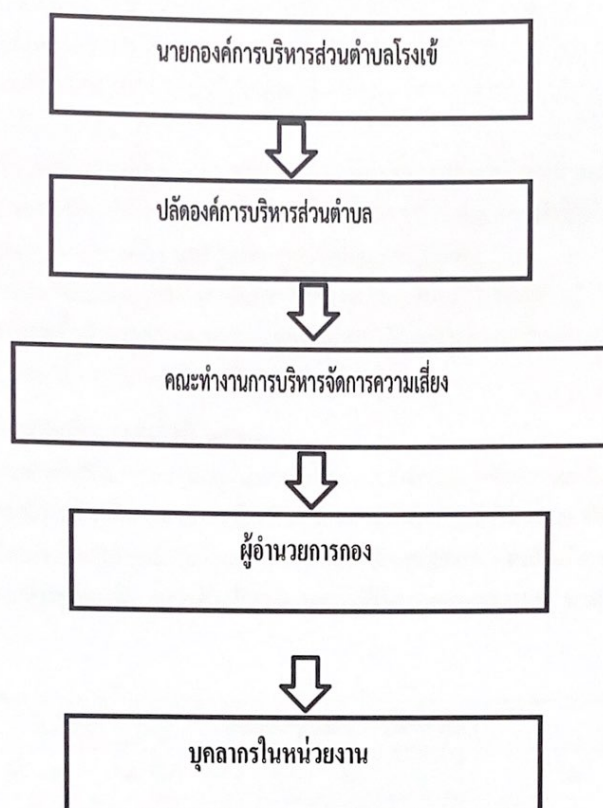 นายกองค์การบริหารส่วนตำบลโรงเข้
ปลัดองค์การบริหารส่วนตำบล
คณะทำงานการบริหารจัดการความเสี่ยง
ผู้อำนวยการกอง
บุคลากรในหน่วยงาน